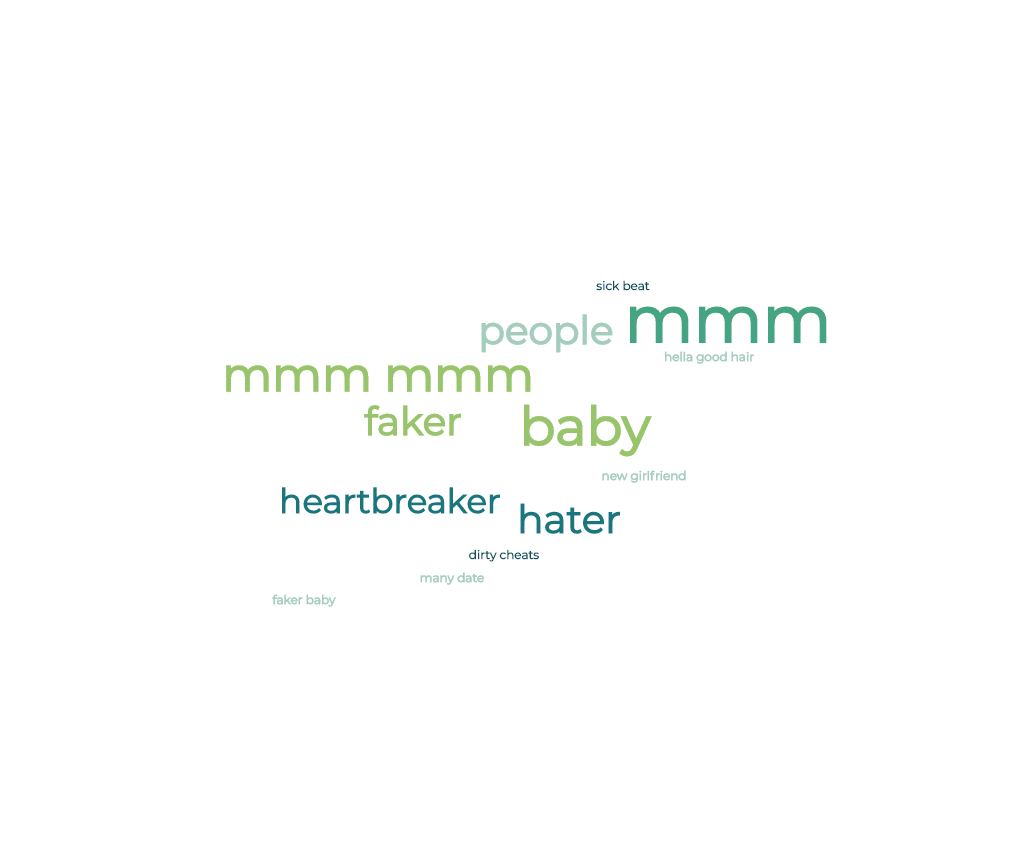 sick beat
people
mmm
hella good hair
mmm mmm
faker
baby
new girlfriend
heartbreaker
hater
dirty cheats
many date
faker baby